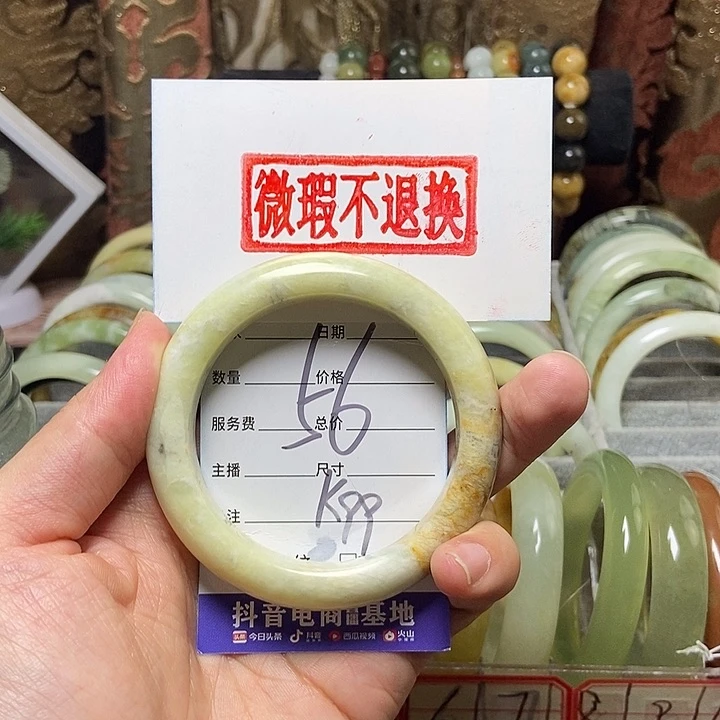 微瑕不退换
日期
数量 价格
56
服务费 总价
主播 尺寸
K99
注
抖音电商 基地
今日头条 抖音 西瓜视频 火山